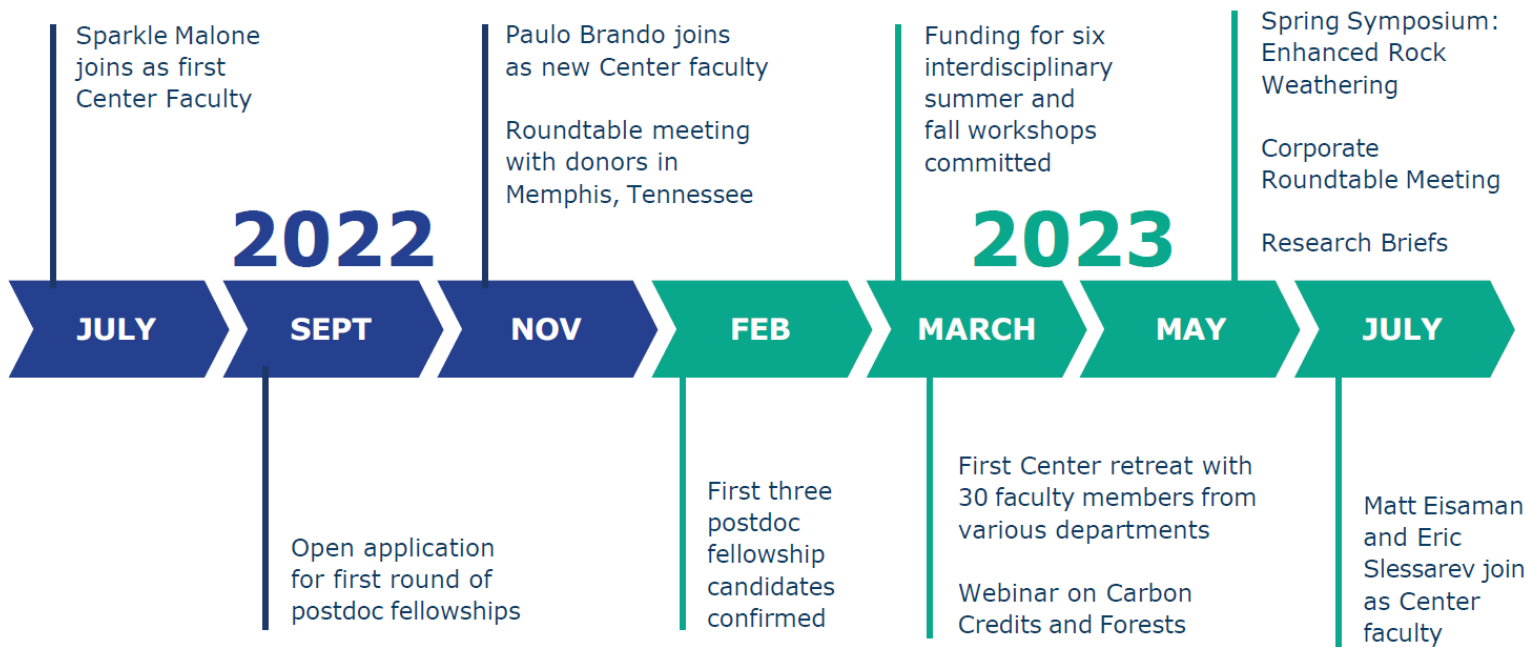 Sparkle Malone
joins as first
Center Faculty
Paulo Brando joins
as new Center faculty
Roundtable meeting
with donors in
Memphis, Tennessee
Funding for six
interdisciplinary
summer and
fall workshops
committed
Spring Symposium:
Enhanced Rock
Weathering
Corporate
Roundtable Meeting
Research Briefs
2022
2023
JULY
SEPT
NOV
FEB
MARCH
MAY
JULY
Open application
for first round of
postdoc fellowships
First three
postdoc
fellowship
candidates
confirmed
First Center retreat with
30 faculty members from
various departments
Webinar on Carbon
Credits and Forests
Matt Eisaman
and Eric
Slessarev join
as Center
faculty